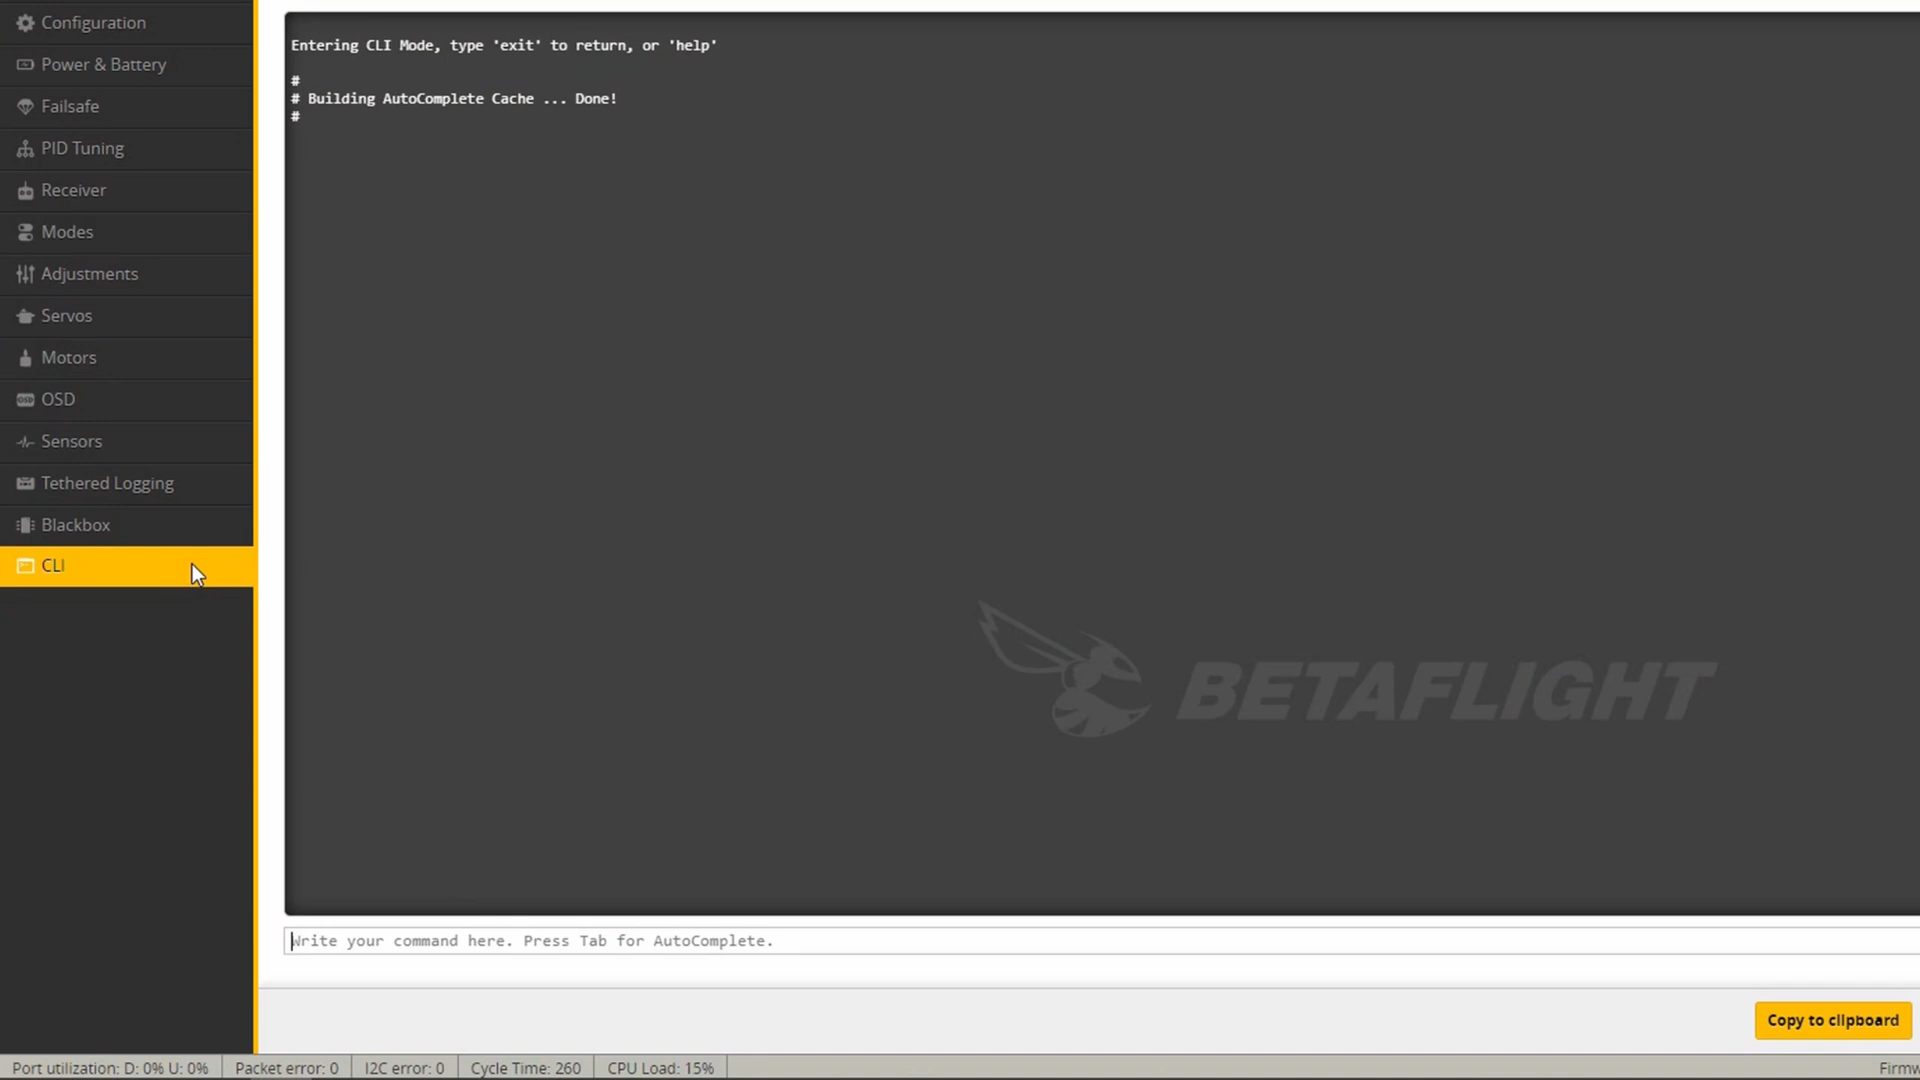 Configuration
Power & Battery
Failsafe
PID Tuning
Receiver
Modes
Adjustments
Servos
Motors
OSD
Sensors
Tethered Logging
Blackbox
CLI
Entering CLI Mode, type 'exit' to return, or 'help'
#
# Building AutoComplete Cache ... Done!
#
BETAFLIGHT
Write your command here. Press Tab for AutoComplete.
Copy to clipboard
Port utilization: D: 0% U: 0%
Packet error: 0
I2C error: 0
Cycle Time: 260
CPU Load: 15%
Firmw